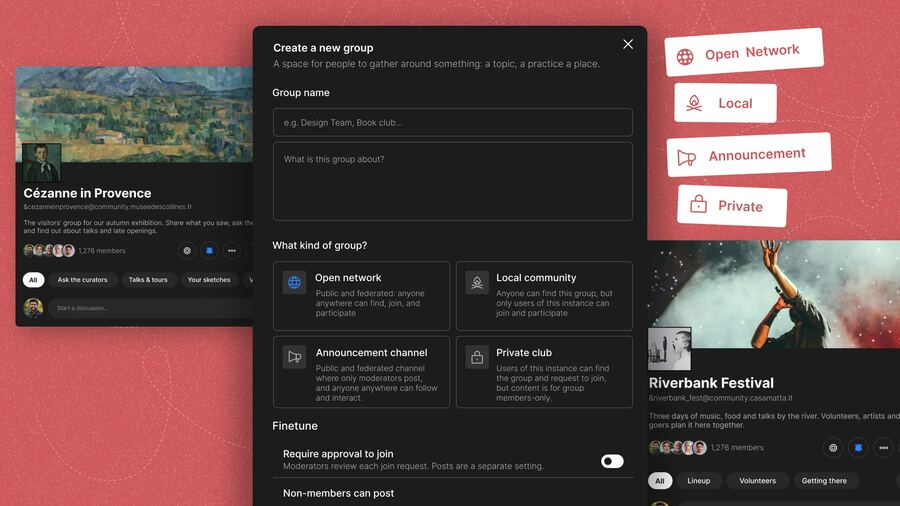 Cézanne in Provence
&cezanneinprovence@community.museedescollines.fr
The visitors' group for our autumn exhibition. Share what you saw, ask the
and find out about talks and late openings.
1,276 members
All
Ask the curators
Talks & tours
Your sketches
Start a discussion...
Create a new group
A space for people to gather around something: a topic, a practice a place.
Group name
e.g. Design Team, Book club...
What is this group about?
What kind of group?
Open network
Public and federated: anyone
anywhere can find, join, and
participate
Local community
Anyone can find this group, but
only users of this instance can
join and participate
Announcement channel
Public and federated channel
where only moderators post,
and anyone anywhere can follow
and interact.
Private club
Users of this instance can find
the group and request to join,
but content is for group
members-only.
Finetune
Require approval to join
Moderators review each join request. Posts are a separate setting.
Non-members can post
Open Network
Local
Announcement
Private
Riverbank Festival
&riverbank_fest@community.casamatta.it
Three days of music, food and talks by the river. Volunteers, artists and
goers plan it here together.
1,276 members
All
Lineup
Volunteers
Getting there